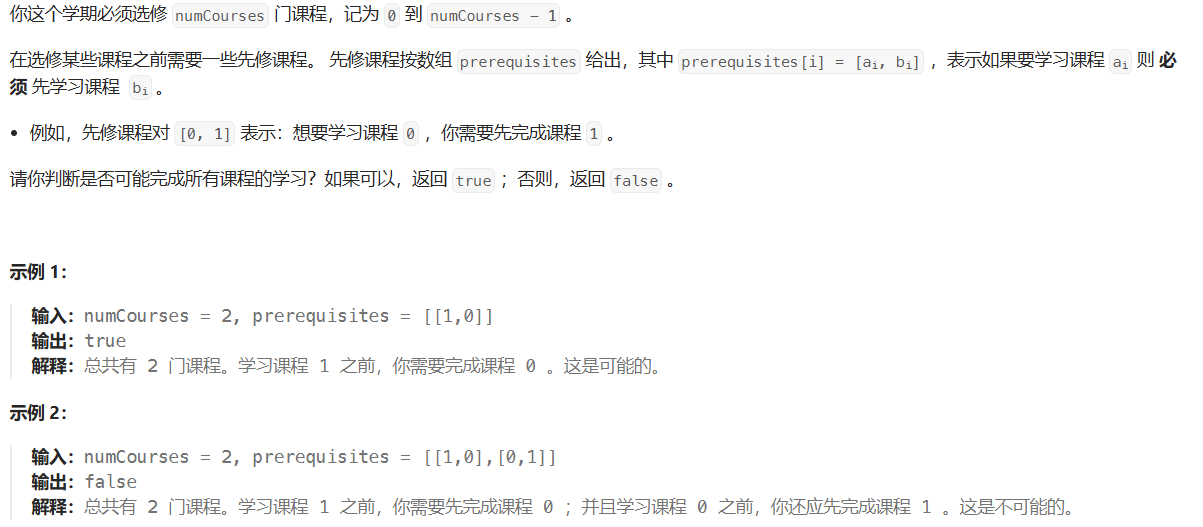 你这个学期必须选修 numCourses 门课程，记为 0 到 numCourses - 1 。
在选修某些课程之前需要一些先修课程。 先修课程按数组 prerequisites 给出，其中 prerequisites[i] = [ai, bi] ，表示如果要学习课程 ai 则 必
须 先学习课程 bi 。
• 例如，先修课程对 [0, 1] 表示：想要学习课程 0 ，你需要先完成课程 1 。
请你判断是否可能完成所有课程的学习？如果可以，返回 true ；否则，返回 false 。
示例 1：
输入：numCourses = 2, prerequisites = [[1,0]]
输出：true
解释：总共有 2 门课程。学习课程 1 之前，你需要完成课程 0 。这是可能的。
示例 2：
输入：numCourses = 2, prerequisites = [[1,0],[0,1]]
输出：false
解释：总共有 2 门课程。学习课程 1 之前，你需要先完成课程 0 ；并且学习课程 0 之前，你还应先完成课程 1 。这是不可能的。